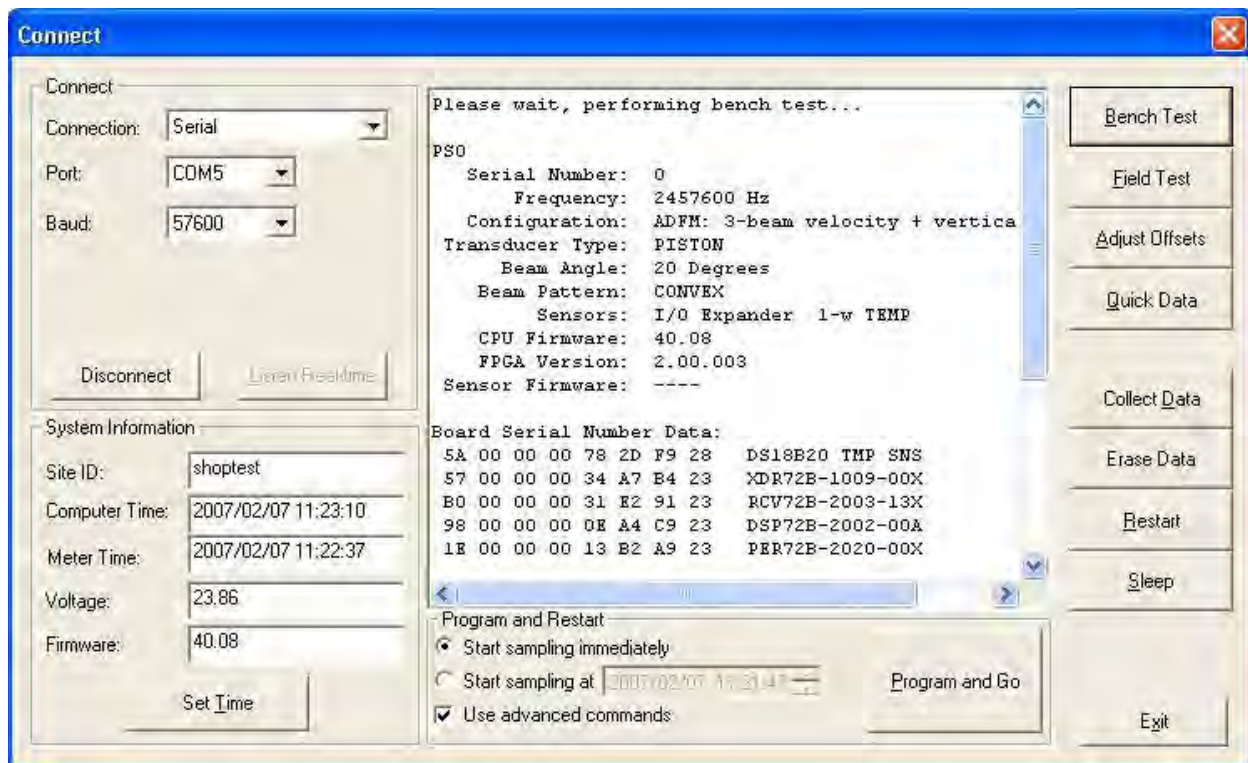 Connect
Connect
Connection: Serial
Port: COM5
Baud: 57600
Disconnect
Listen Realtime
System Information
Site ID: shoptest
Computer Time: 2007/02/07 11:23:10
Meter Time: 2007/02/07 11:22:37
Voltage: 23.86
Firmware: 40.08
Set Time
Please wait, performing bench test...
PS0
Serial Number: 0
Frequency: 2457600 Hz
Configuration: ADFM: 3-beam velocity + vertica
Transducer Type: PISTON
Beam Angle: 20 Degrees
Beam Pattern: CONVEX
Sensors: I/O Expander 1-w TEMP
CPU Firmware: 40.08
FPGA Version: 2.00.003
Sensor Firmware: ----
Board Serial Number Data:
5A 00 00 00 78 2D F9 28 DS18B20 TMP SNS
57 00 00 00 34 A7 B4 23 XDR72B-1009-00X
B0 00 00 00 31 E2 91 23 RCV72B-2003-13X
98 00 00 00 0E A4 C9 23 DSP72B-2002-00A
1E 00 00 00 13 B2 A9 23 PER72B-2020-00X
Program and Restart
Start sampling immediately
Start sampling at
Use advanced commands
Program and Go
Bench Test
Field Test
Adjust Offsets
Quick Data
Collect Data
Erase Data
Restart
Sleep
Exit